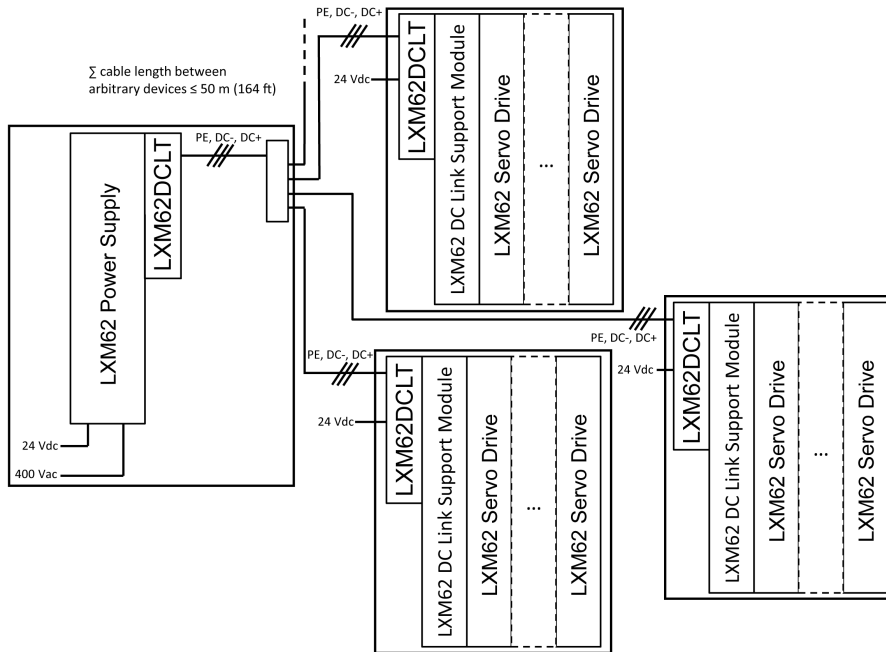 ∑ cable length between
arbitrary devices ≤ 50 m (164 ft)
LXM62 Power Supply
LXM62DCLT
PE, DC-, DC+
24 Vdc
400 Vac
PE, DC-, DC+
24 Vdc
LXM62DCLT
LXM62 DC Link Support Module
LXM62 Servo Drive
...
LXM62 Servo Drive
PE, DC-, DC+
24 Vdc
LXM62DCLT
LXM62 DC Link Support Module
LXM62 Servo Drive
...
LXM62 Servo Drive
PE, DC-, DC+
24 Vdc
LXM62DCLT
LXM62 DC Link Support Module
LXM62 Servo Drive
...
LXM62 Servo Drive